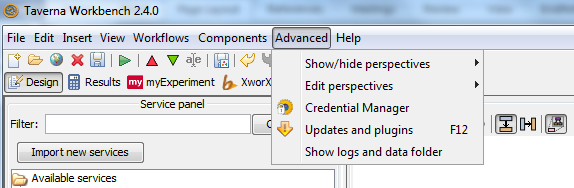 Taverna Workbench 2.4.0
File Edit Insert View Workflows Components Advanced Help
Design Results myExperiment XworX
Service panel
Filter:
Import new services
Available services
Show/hide perspectives
Edit perspectives
Credential Manager
Updates and plugins F12
Show logs and data folder